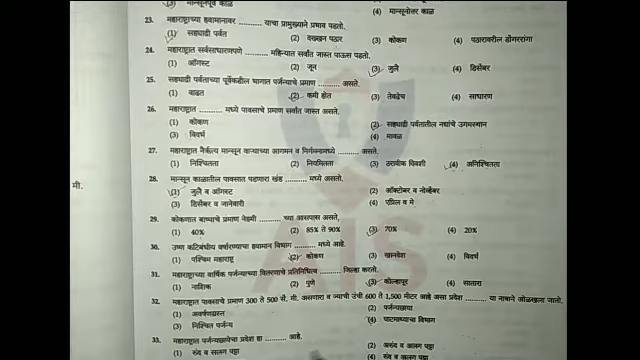 (3) मान्सूनपूर्व काळ (4) मान्सूनोत्तर काळ
23. महाराष्ट्राच्या हवामानावर .......... याचा प्रामुख्याने प्रभाव पडतो.
(1) सह्याद्री पर्वत (2) दख्खन पठार (3) कोकण (4) पठारावरील डोंगररांगा
24. महाराष्ट्रात सर्वसाधारणपणे .......... महिन्यात सर्वात जास्त पाऊस पडतो.
(1) ऑगस्ट (2) जून (3) जुलै (4) डिसेंबर
25. सह्याद्री पर्वताच्या पूर्वेकडील भागात पर्जन्याचे प्रमाण .......... असते.
(1) वाढत (2) कमी होत (3) तेवढेच (4) साधारण
26. महाराष्ट्रात .......... मध्ये पावसाचे प्रमाण सर्वात जास्त असते.
(1) कोकण (2) सह्याद्री पर्वतातील नद्यांचे उगमस्थान
(3) विदर्भ (4) मावळ
27. महाराष्ट्रात नैर्ऋत्य मान्सून वाऱ्याच्या आगमन व निर्गमनामध्ये .......... असते.
(1) निश्चितता (2) नियमितता (3) ठरावीक दिवशी (4) अनिश्चितता
28. मान्सून काळातील पावसात पडणारा खंड .......... मध्ये असतो.
मी.
(1) जुलै व ऑगस्ट (2) ऑक्टोबर व नोव्हेंबर
(3) डिसेंबर व जानेवारी (4) एप्रिल व मे
29. कोकणात बाष्पाचे प्रमाण नेहमी .......... च्या आसपास असते.
(1) 40% (2) 85% ते 90% (3) 70% (4) 20%
30. उष्ण कटिबंधीय वर्षारण्याचा हवामान विभाग .......... मध्ये आहे.
(1) पश्चिम महाराष्ट्र (2) कोकण (3) खानदेश (4) विदर्भ
31. महाराष्ट्राच्या वार्षिक पर्जन्याच्या वितरणाचे प्रतिनिधित्व .......... जिल्हा करतो.
(1) नाशिक (2) पुणे (3) कोल्हापूर (4) सातारा
32. महाराष्ट्रात पावसाचे प्रमाण 300 ते 500 सें. मी. असणारा व ज्याची उंची 600 ते 1,500 मीटर आहे असा प्रदेश .......... या नावाने ओळखला जातो.
(1) अवर्षणग्रस्त (2) पर्जन्यछाया
(3) निश्चित पर्जन्य (4) पाटमाथ्याचा विभाग
33. महाराष्ट्रात पर्जन्यछायेचा प्रदेश हा .......... आहे.
(1) रुंद व सालग पट्टा (2) अरुंद व आलग पट्टा
(4) रुंद व अलग पट्टा
AIS